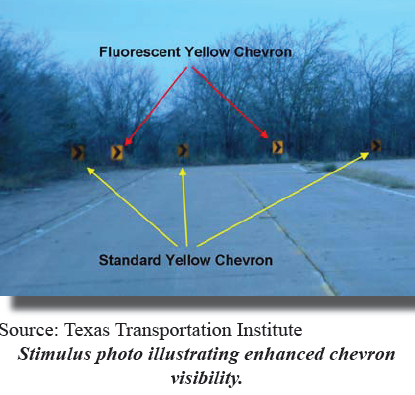 Fluorescent Yellow Chevron
Standard Yellow Chevron
Source: Texas Transportation Institute
Stimulus photo illustrating enhanced chevron
visibility.